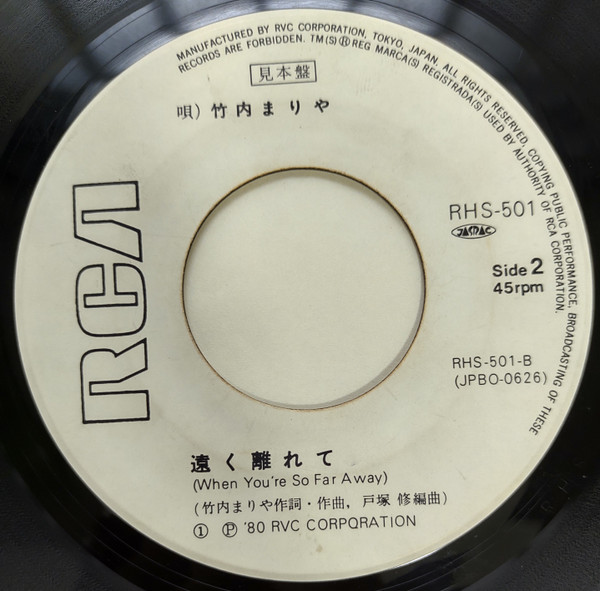 MANUFACTURED BY RVC CORPORATION, TOKYO, JAPAN. ALL RIGHTS RESERVED, COPYING PUBLIC PERFORMANCE, BROADCASTING OF THESE
RECORDS ARE FORBIDDEN. TM(S)ⓇREG MARCA(S) REGISTRADA(S) USED BY AUTHORITY OF RCA CORPORATION.
見本盤
唄) 竹内まりや
RCA
RHS-501
JASRAC
Side 2
45rpm
RHS-501-B
(JPBO-0626)
遠く離れて
(When You're So Far Away)
(竹内まりや作詞・作曲, 戸塚 修編曲)
① Ⓟ '80 RVC CORPORATION